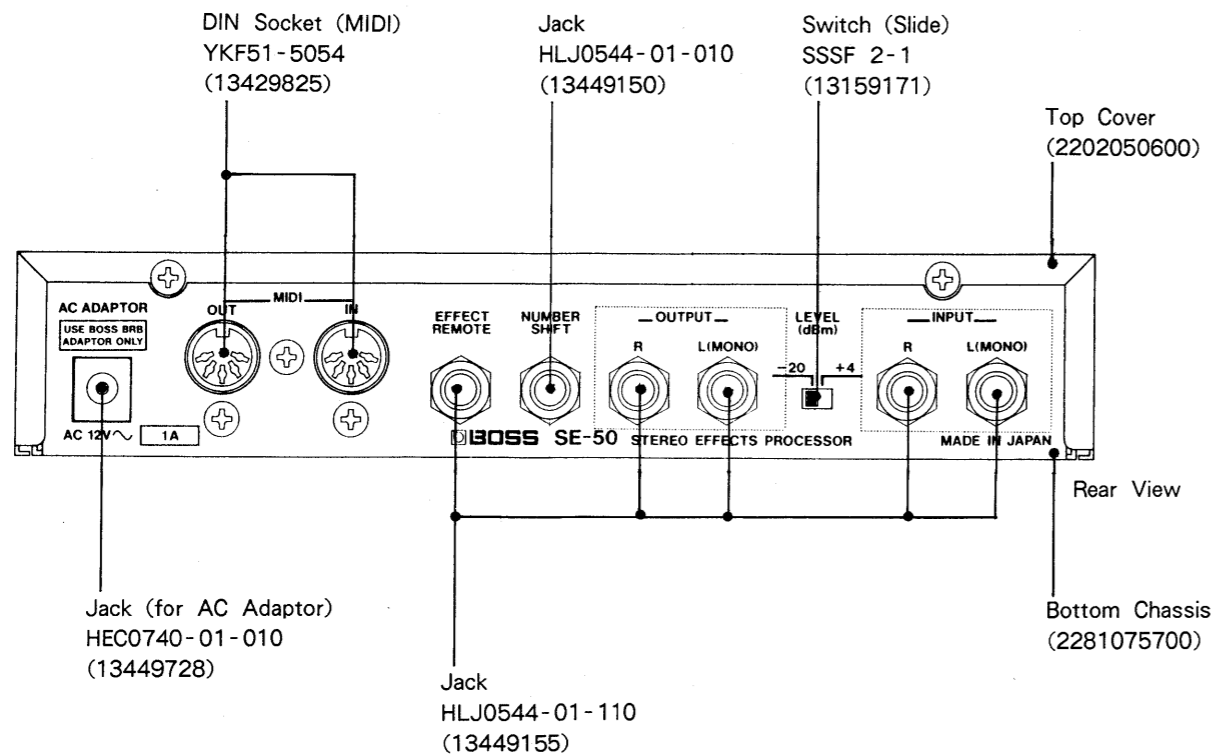 DIN Socket (MIDI)
YKF51-5054
(13429825)
Jack
HLJ0544-01-010
(13449150)
Switch (Slide)
SSSF 2-1
(13159171)
Top Cover
(2202050600)
AC ADAPTOR
USE BOSS BRB
ADAPTOR ONLY
AC 12V～ 1A
MIDI
OUT IN
EFFECT
REMOTE
NUMBER
SHIFT
OUTPUT
R L(MONO)
LEVEL
(dBm)
-20 +4
INPUT
R L(MONO)
BOSS SE-50 STEREO EFFECTS PROCESSOR
MADE IN JAPAN
Rear View
Jack (for AC Adaptor)
HEC0740-01-010
(13449728)
Jack
HLJ0544-01-110
(13449155)
Bottom Chassis
(2281075700)